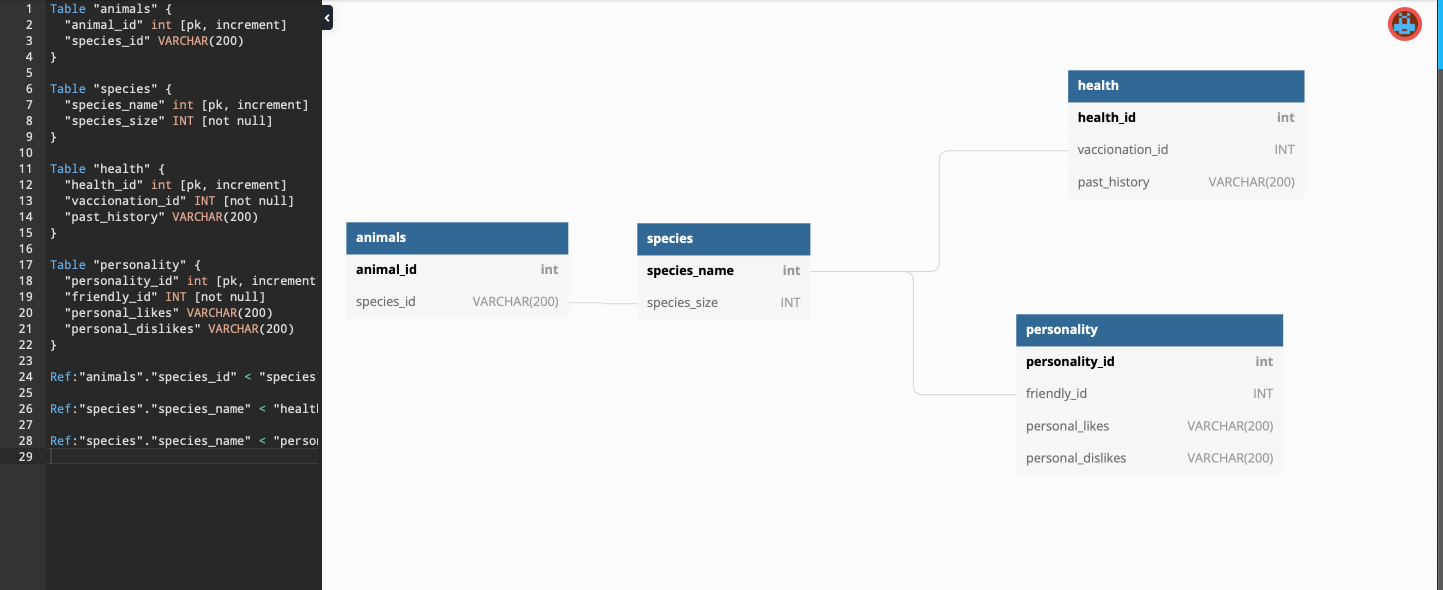 1 Table "animals" {
2 "animal_id" int [pk, increment]
3 "species_id" VARCHAR(200)
4 }
5
6 Table "species" {
7 "species_name" int [pk, increment]
8 "species_size" INT [not null]
9 }
10
11 Table "health" {
12 "health_id" int [pk, increment]
13 "vaccionation_id" INT [not null]
14 "past_history" VARCHAR(200)
15 }
16
17 Table "personality" {
18 "personality_id" int [pk, increment
19 "friendly_id" INT [not null]
20 "personal_likes" VARCHAR(200)
21 "personal_dislikes" VARCHAR(200)
22 }
23
24 Ref:"animals"."species_id" < "species
25
26 Ref:"species"."species_name" < "healt
27
28 Ref:"species"."species_name" < "perso
29
animals
animal_id int
species_id VARCHAR(200)
species
species_name int
species_size INT
health
health_id int
vaccionation_id INT
past_history VARCHAR(200)
personality
personality_id int
friendly_id INT
personal_likes VARCHAR(200)
personal_dislikes VARCHAR(200)